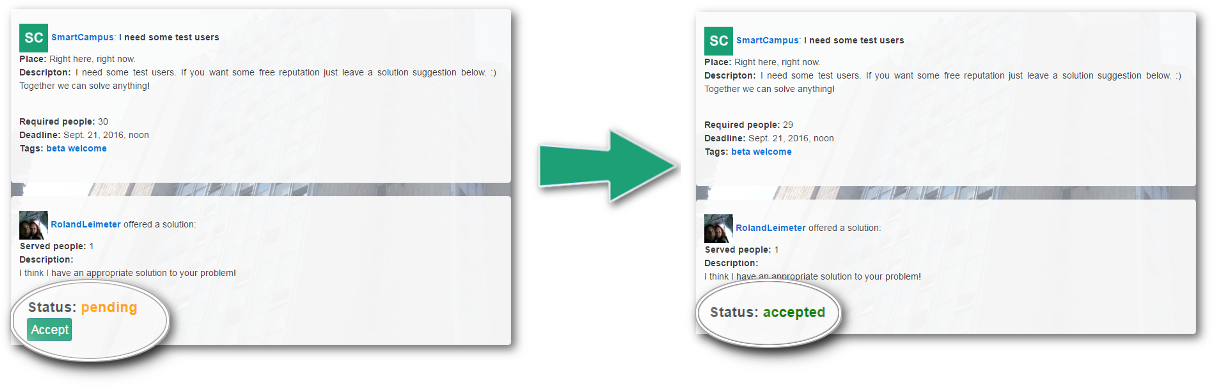 SC SmartCampus: I need some test users
Place: Right here, right now.
Descripton: I need some test users. If you want some free reputation just leave a solution suggestion below. :)
Together we can solve anything!
Required people: 30
Deadline: Sept. 21, 2016, noon
Tags: beta welcome
RolandLeimeter offered a solution:
Served people: 1
Description:
I think I have an appropriate solution to your problem!
Status: pending
Accept
SC SmartCampus: I need some test users
Place: Right here, right now.
Descripton: I need some test users. If you want some free reputation just leave a solution suggestion below. :)
Together we can solve anything!
Required people: 29
Deadline: Sept. 21, 2016, noon
Tags: beta welcome
RolandLeimeter offered a solution:
Served people: 1
Description:
I think I have an appropriate solution to your problem!
Status: accepted